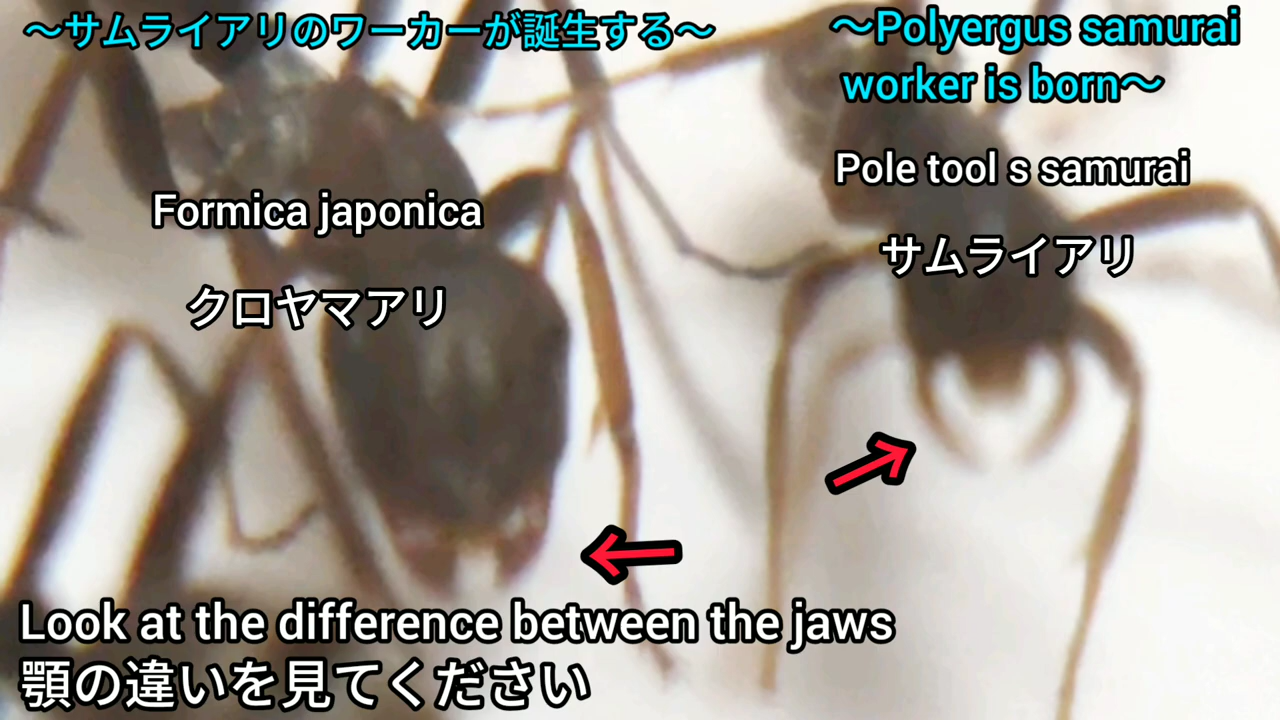 〜サムライアリのワーカーが誕生する〜
〜Polyergus samurai
worker is born〜
Pole tool s samurai
サムライアリ
Formica japonica
クロヤマアリ
Look at the difference between the jaws
顎の違いを見てください